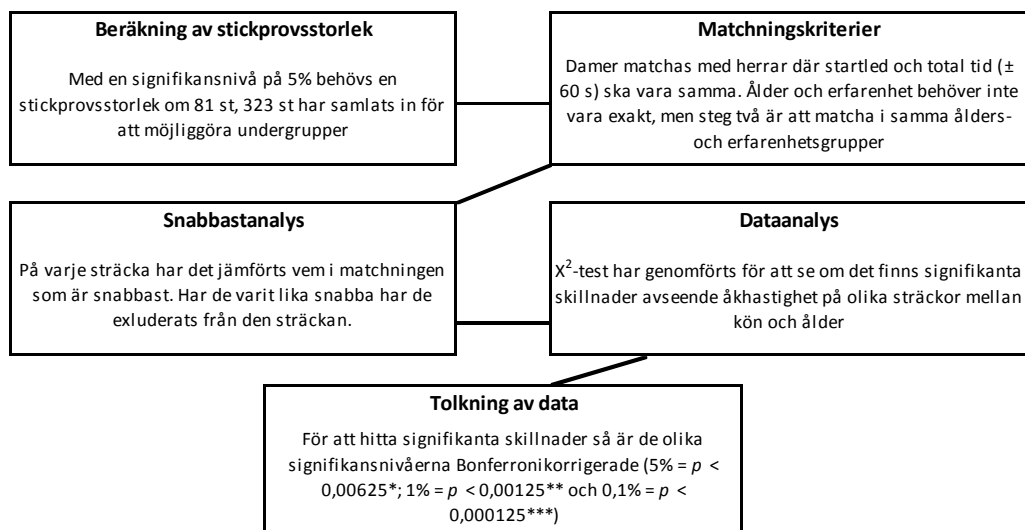 Beräkning av stickprovsstorlek
Med en signifikansnivå på 5% behövs en
stickprovsstorlek om 81 st, 323 st har samlats in för
att möjliggöra undergrupper
Matchningskriterier
Damer matchas med herrar där startled och total tid (±
60 s) ska vara samma. Ålder och erfarenhet behöver inte
vara exakt, men steg två är att matcha i samma ålders-
och erfarenhetsgrupper
Snabbastanalys
På varje sträcka har det jämförts vem i matchningen
som är snabbast. Har de varit lika snabba har de
exluderats från den sträckan.
Dataanalys
X²-test har genomförts för att se om det finns signifikanta
skillnader avseende åkhastighet på olika sträckor mellan
kön och ålder
Tolkning av data
För att hitta signifikanta skillnader så är de olika
signifikansnivåerna Bonferronikorrigerade (5% = p <
0,00625*; 1% = p < 0,00125** och 0,1% = p <
0,000125***)